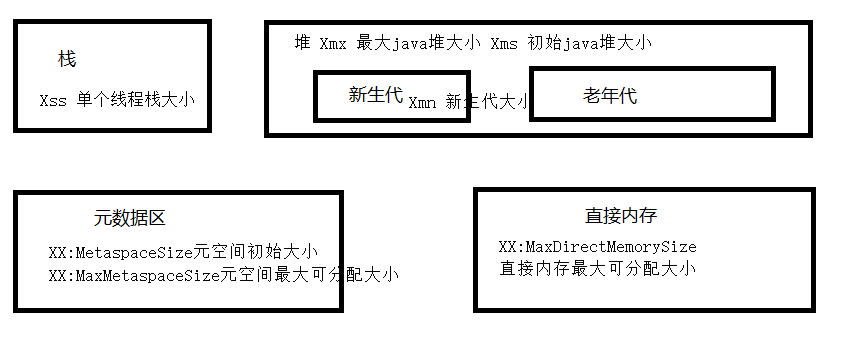 栈
Xss 单个线程栈大小
堆 Xmx 最大java堆大小 Xms 初始java堆大小
新生代
Xmn 新生代大小
老年代
元数据区
XX:MetaspaceSize元空间初始大小
XX:MaxMetaspaceSize元空间最大可分配大小
直接内存
XX:MaxDirectMemorySize
直接内存最大可分配大小